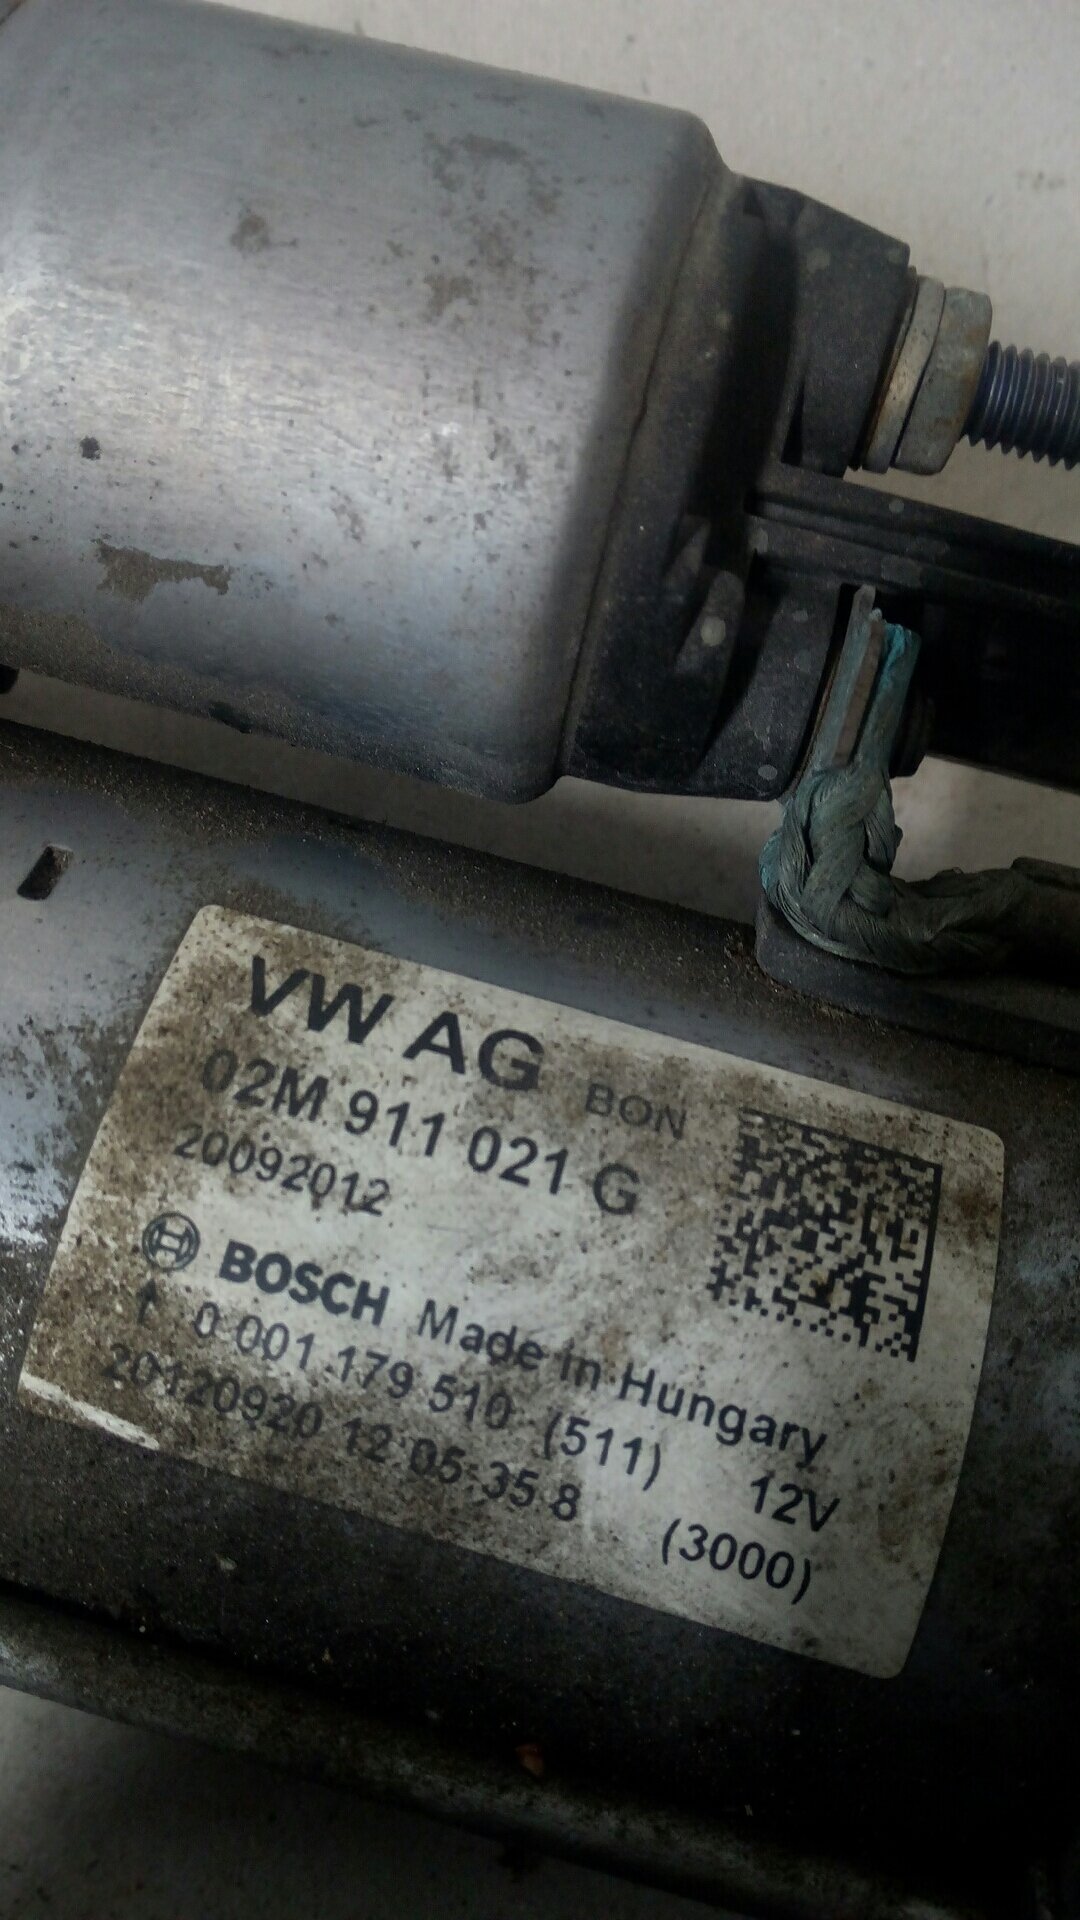 VW AG BON
02M 911 021 G
20092012
BOSCH Made in Hungary
↑ 0 001 179 510 (511) 12V
20120920 12:05:35 8 (3000)